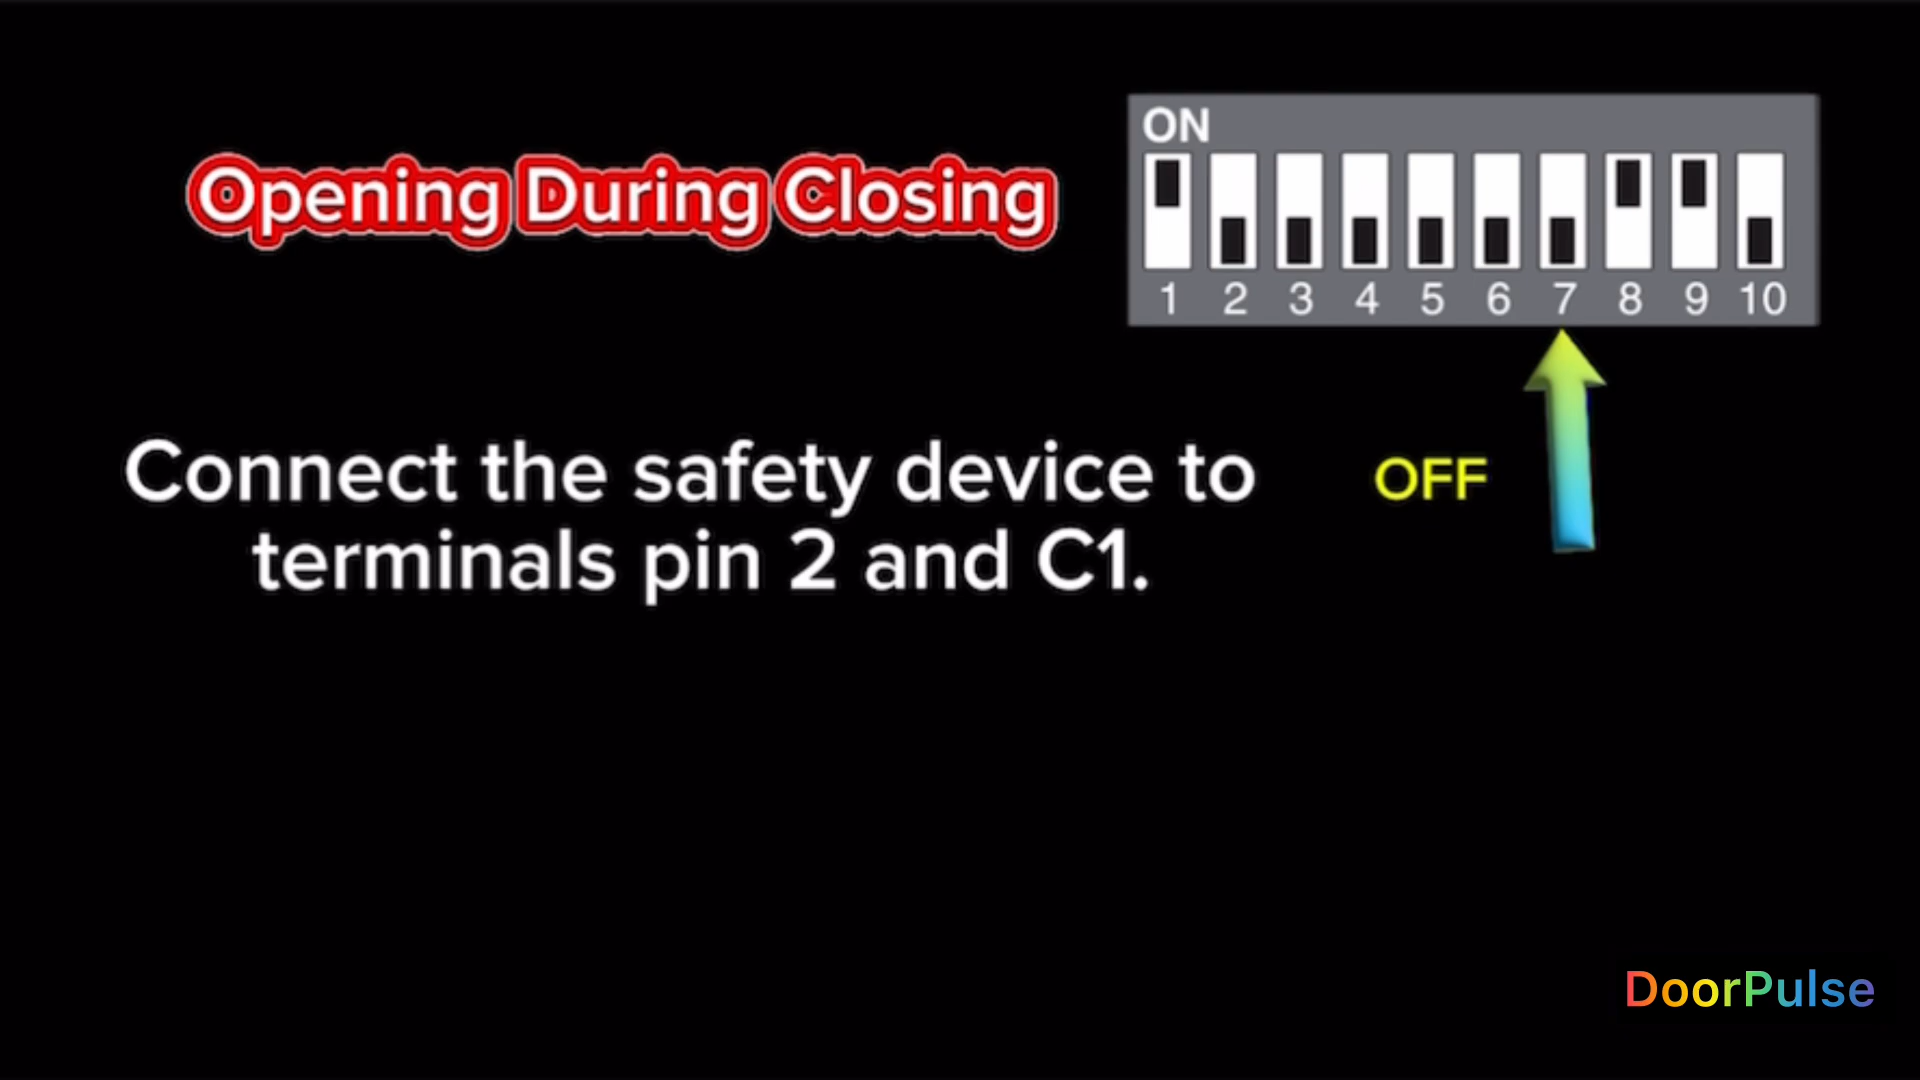 Opening During Closing
ON
1 2 3 4 5 6 7 8 9 10
Connect the safety device to
terminals pin 2 and C1.
OFF
DoorPulse